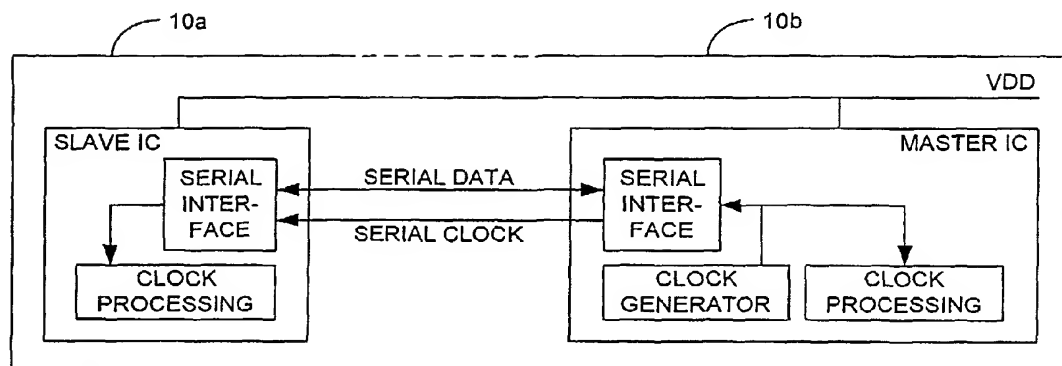 10a
10b
VDD
SLAVE IC
MASTER IC
SERIAL
INTER-
FACE
SERIAL DATA
SERIAL CLOCK
SERIAL
INTER-
FACE
CLOCK
PROCESSING
CLOCK
GENERATOR
CLOCK
PROCESSING